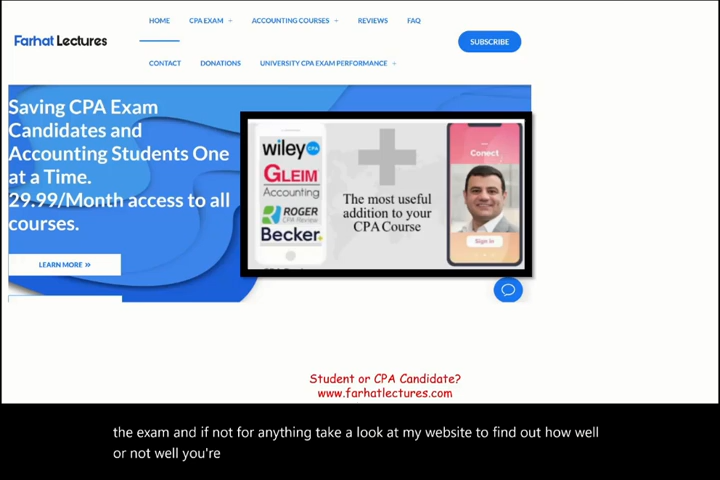 HOME
CPA EXAM +
ACCOUNTING COURSES +
REVIEWS
FAQ
Farhat Lectures
SUBSCRIBE
CONTACT
DONATIONS
UNIVERSITY CPA EXAM PERFORMANCE +
Saving CPA Exam
Candidates and
Accounting Students One
at a Time.
29.99/Month access to all
courses.
LEARN MORE »
wiley CPA
GLEIM
Accounting
ROGER
CPA Review
Becker
The most useful
addition to your
CPA Course
Conect
Sign in
Student or CPA Candidate?
www.farhatlectures.com
the exam and if not for anything take a look at my website to find out how well
or not well you're